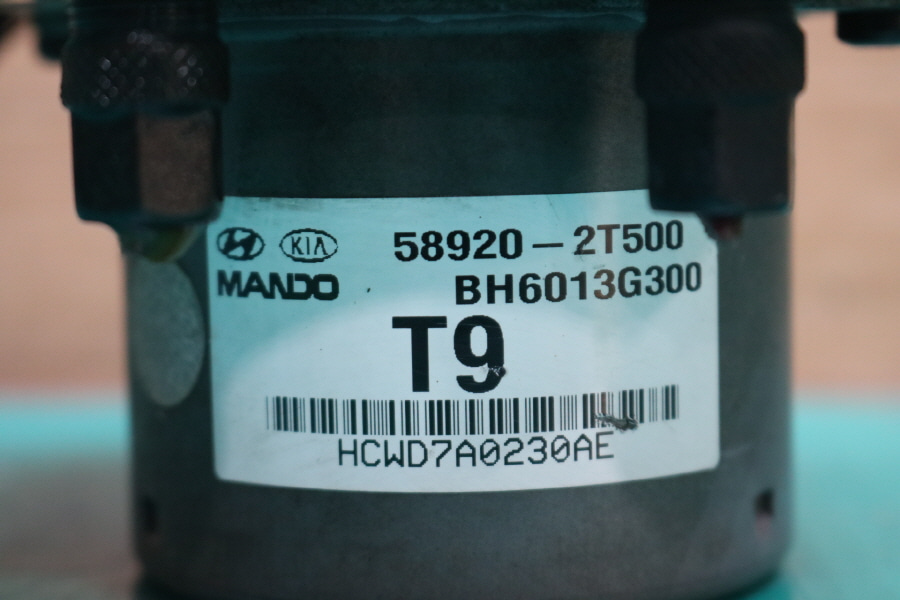 KIA 58920-2T500
MANDO BH6013G300
T9
HCWD7A0230AE